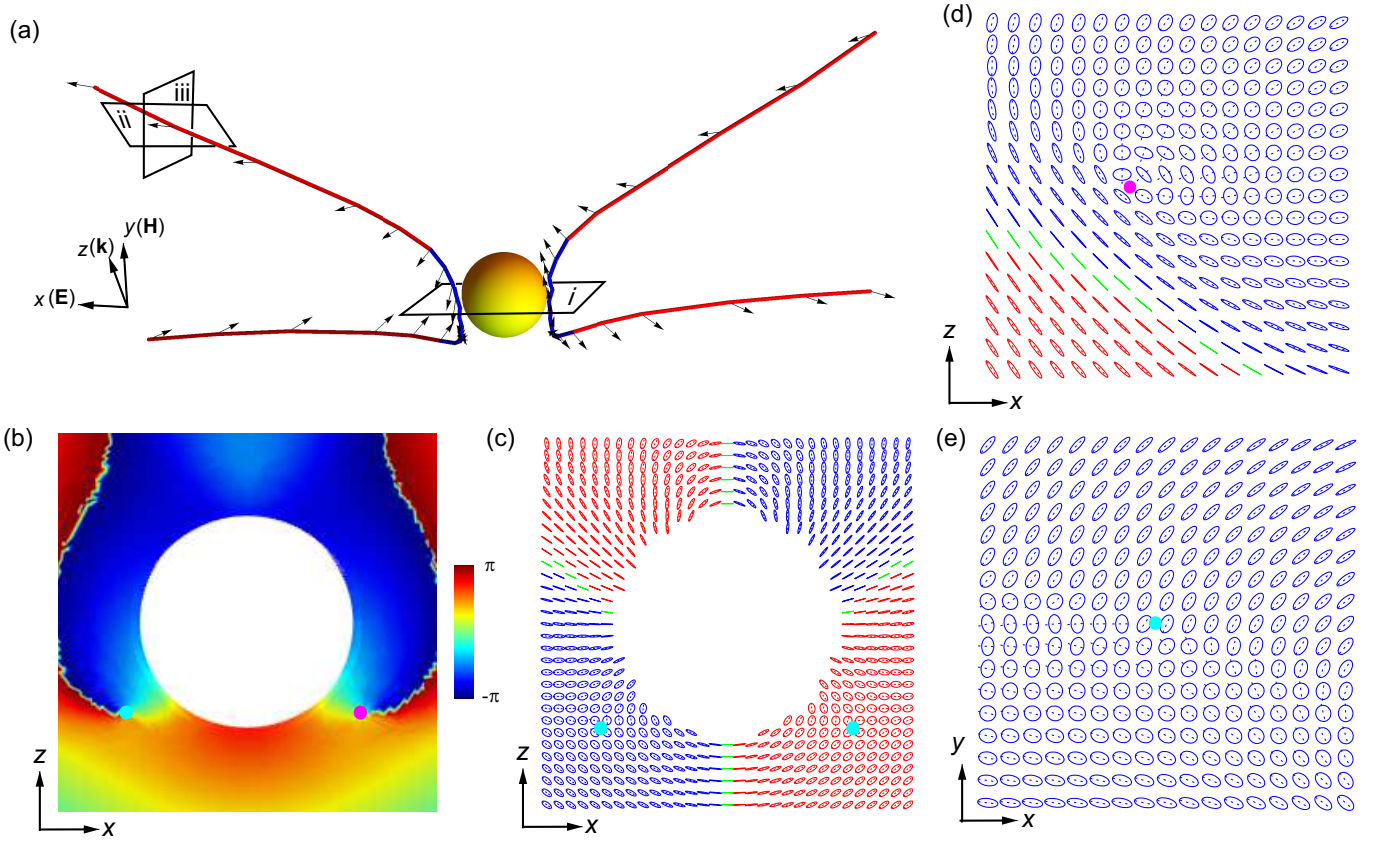 (a)
iii
ii
y(H)
z(k)
x(E)
i
(b)
π
-π
z
x
(c)
z
x
(d)
z
x
(e)
y
x